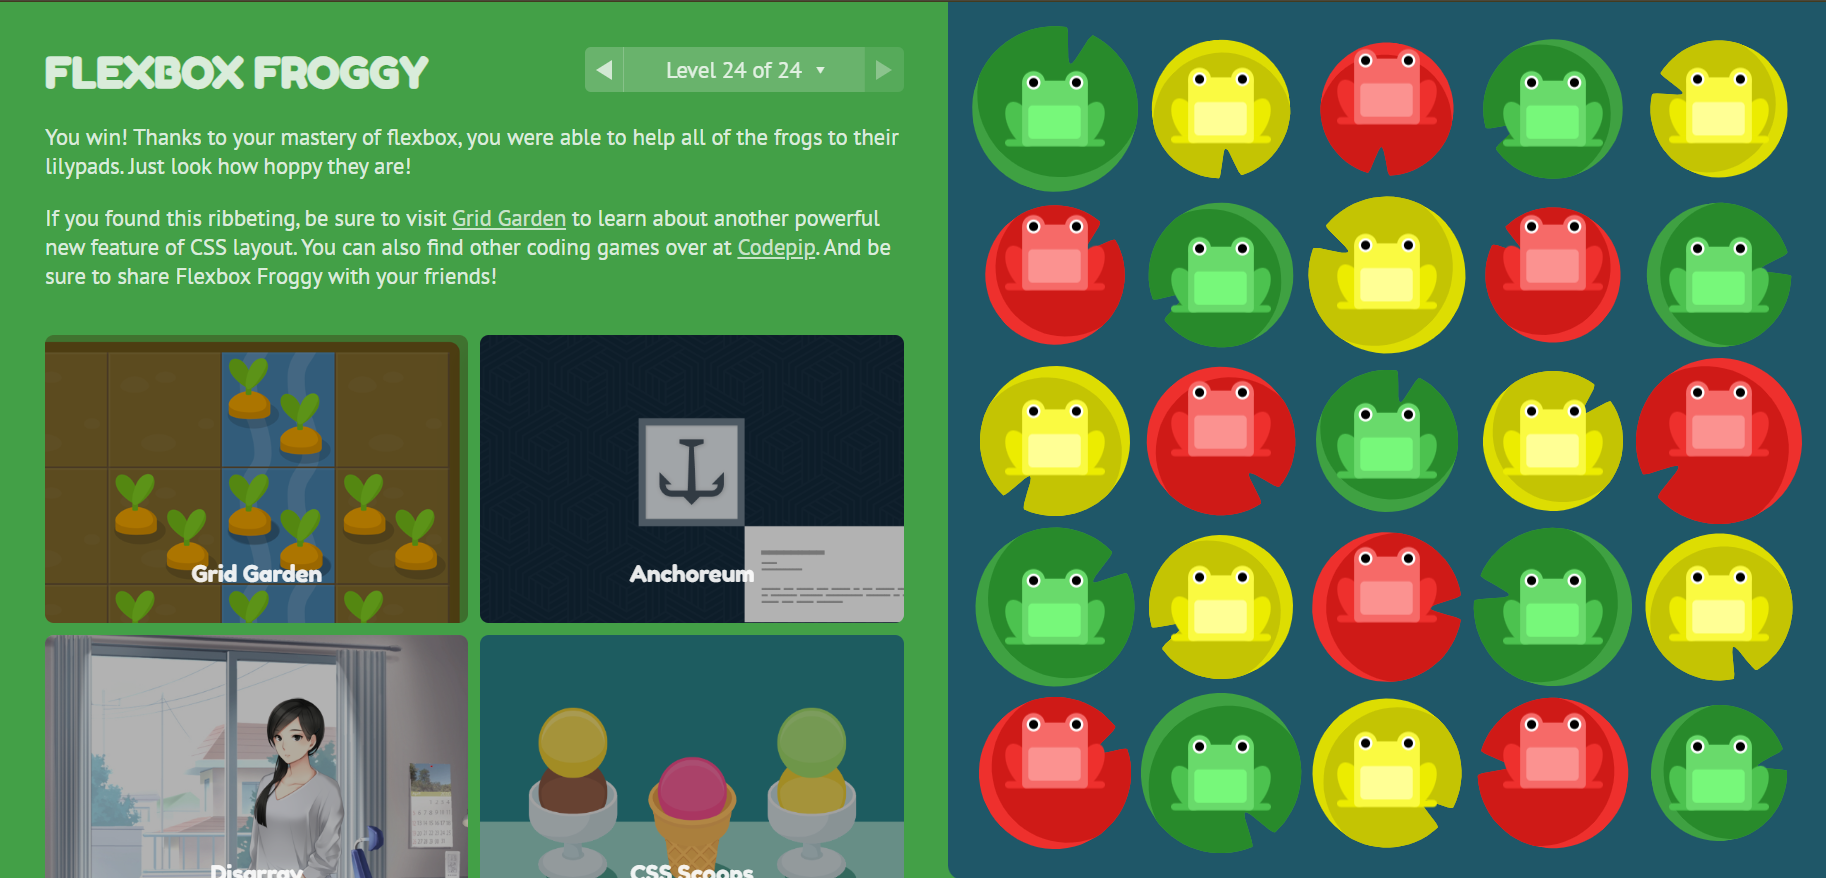 FLEXBOX FROGGY
Level 24 of 24
You win! Thanks to your mastery of flexbox, you were able to help all of the frogs to their
lilypads. Just look how hoppy they are!
If you found this ribbeting, be sure to visit Grid Garden to learn about another powerful
new feature of CSS layout. You can also find other coding games over at Codepip. And be
sure to share Flexbox Froggy with your friends!
Grid Garden
Anchoreum
Disarray
CSS Scoops